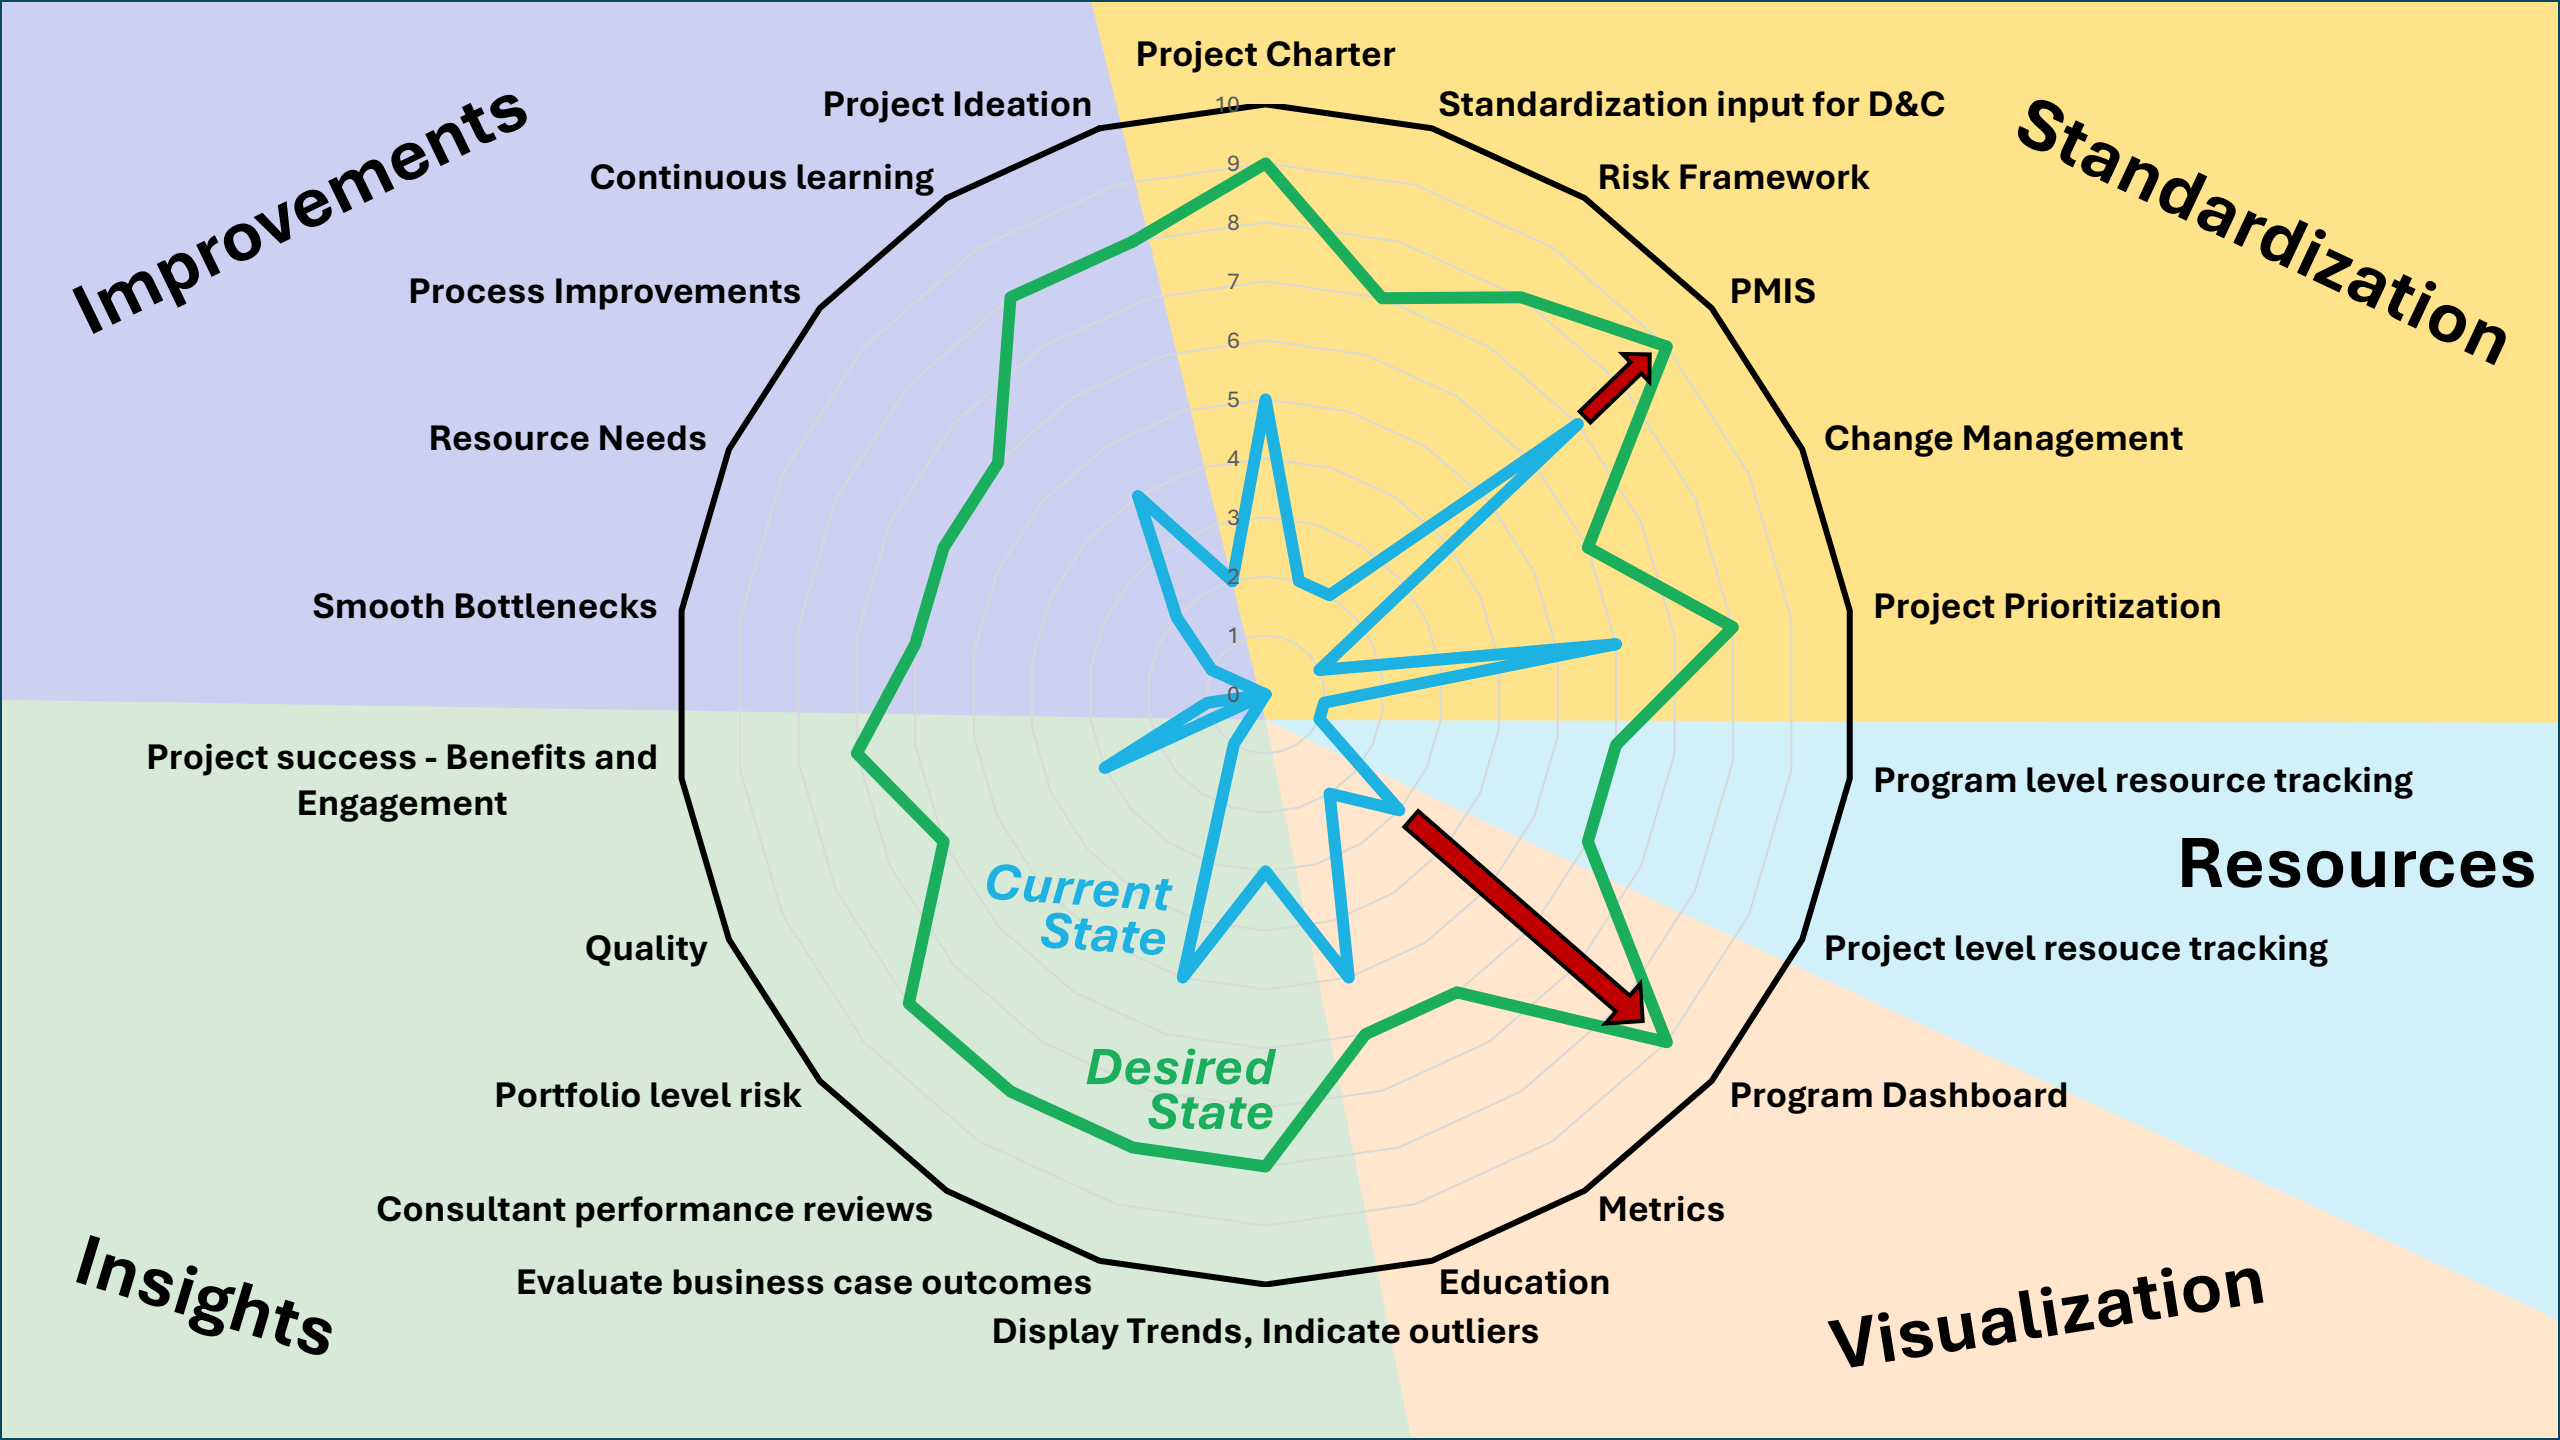 Project Charter
Project Ideation
10
Standardization input for D&C
Improvements
Standardization
Continuous learning
9
Risk Framework
8
Process Improvements
7
PMIS
6
5
Resource Needs
4
Change Management
3
2
Smooth Bottlenecks
1
Project Prioritization
0
Project success - Benefits and
Engagement
Program level resource tracking
Resources
Current
State
Quality
Project level resouce tracking
Desired
State
Portfolio level risk
Program Dashboard
Consultant performance reviews
Metrics
Insights
Evaluate business case outcomes
Education
Visualization
Display Trends, Indicate outliers